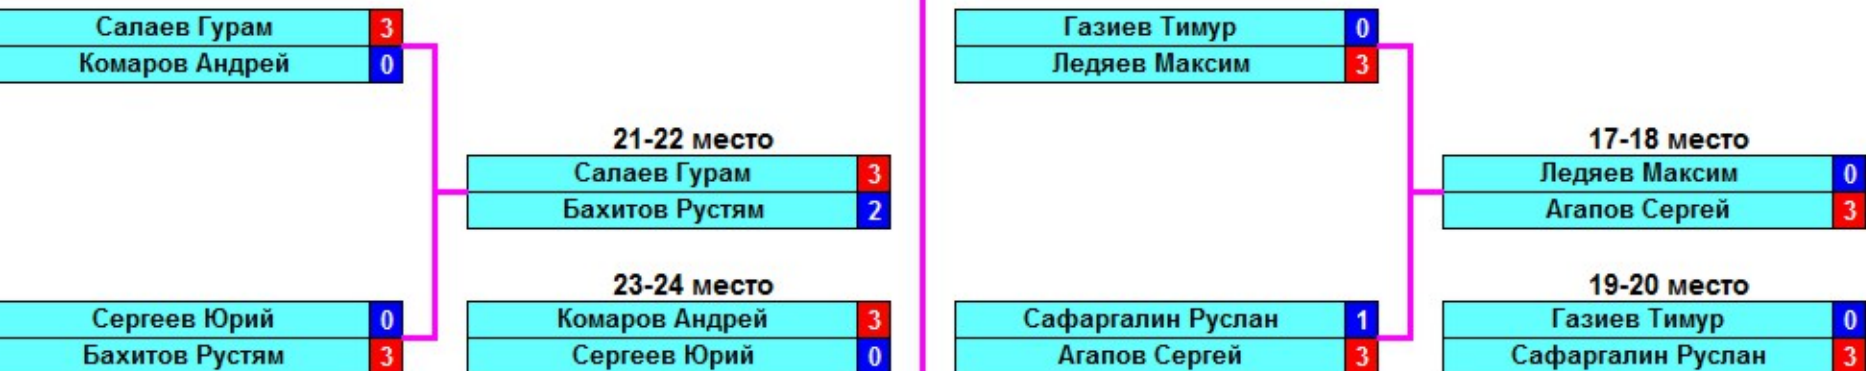 Салаев Гурам 3
Комаров Андрей 0
21-22 место
Салаев Гурам 3
Бахитов Рустям 2
23-24 место
Сергеев Юрий 0
Бахитов Рустям 3
Комаров Андрей 3
Сергеев Юрий 0
Газиев Тимур 0
Ледяев Максим 3
17-18 место
Ледяев Максим 0
Агапов Сергей 3
19-20 место
Сафаргалин Руслан 1
Агапов Сергей 3
Газиев Тимур 0
Сафаргалин Руслан 3